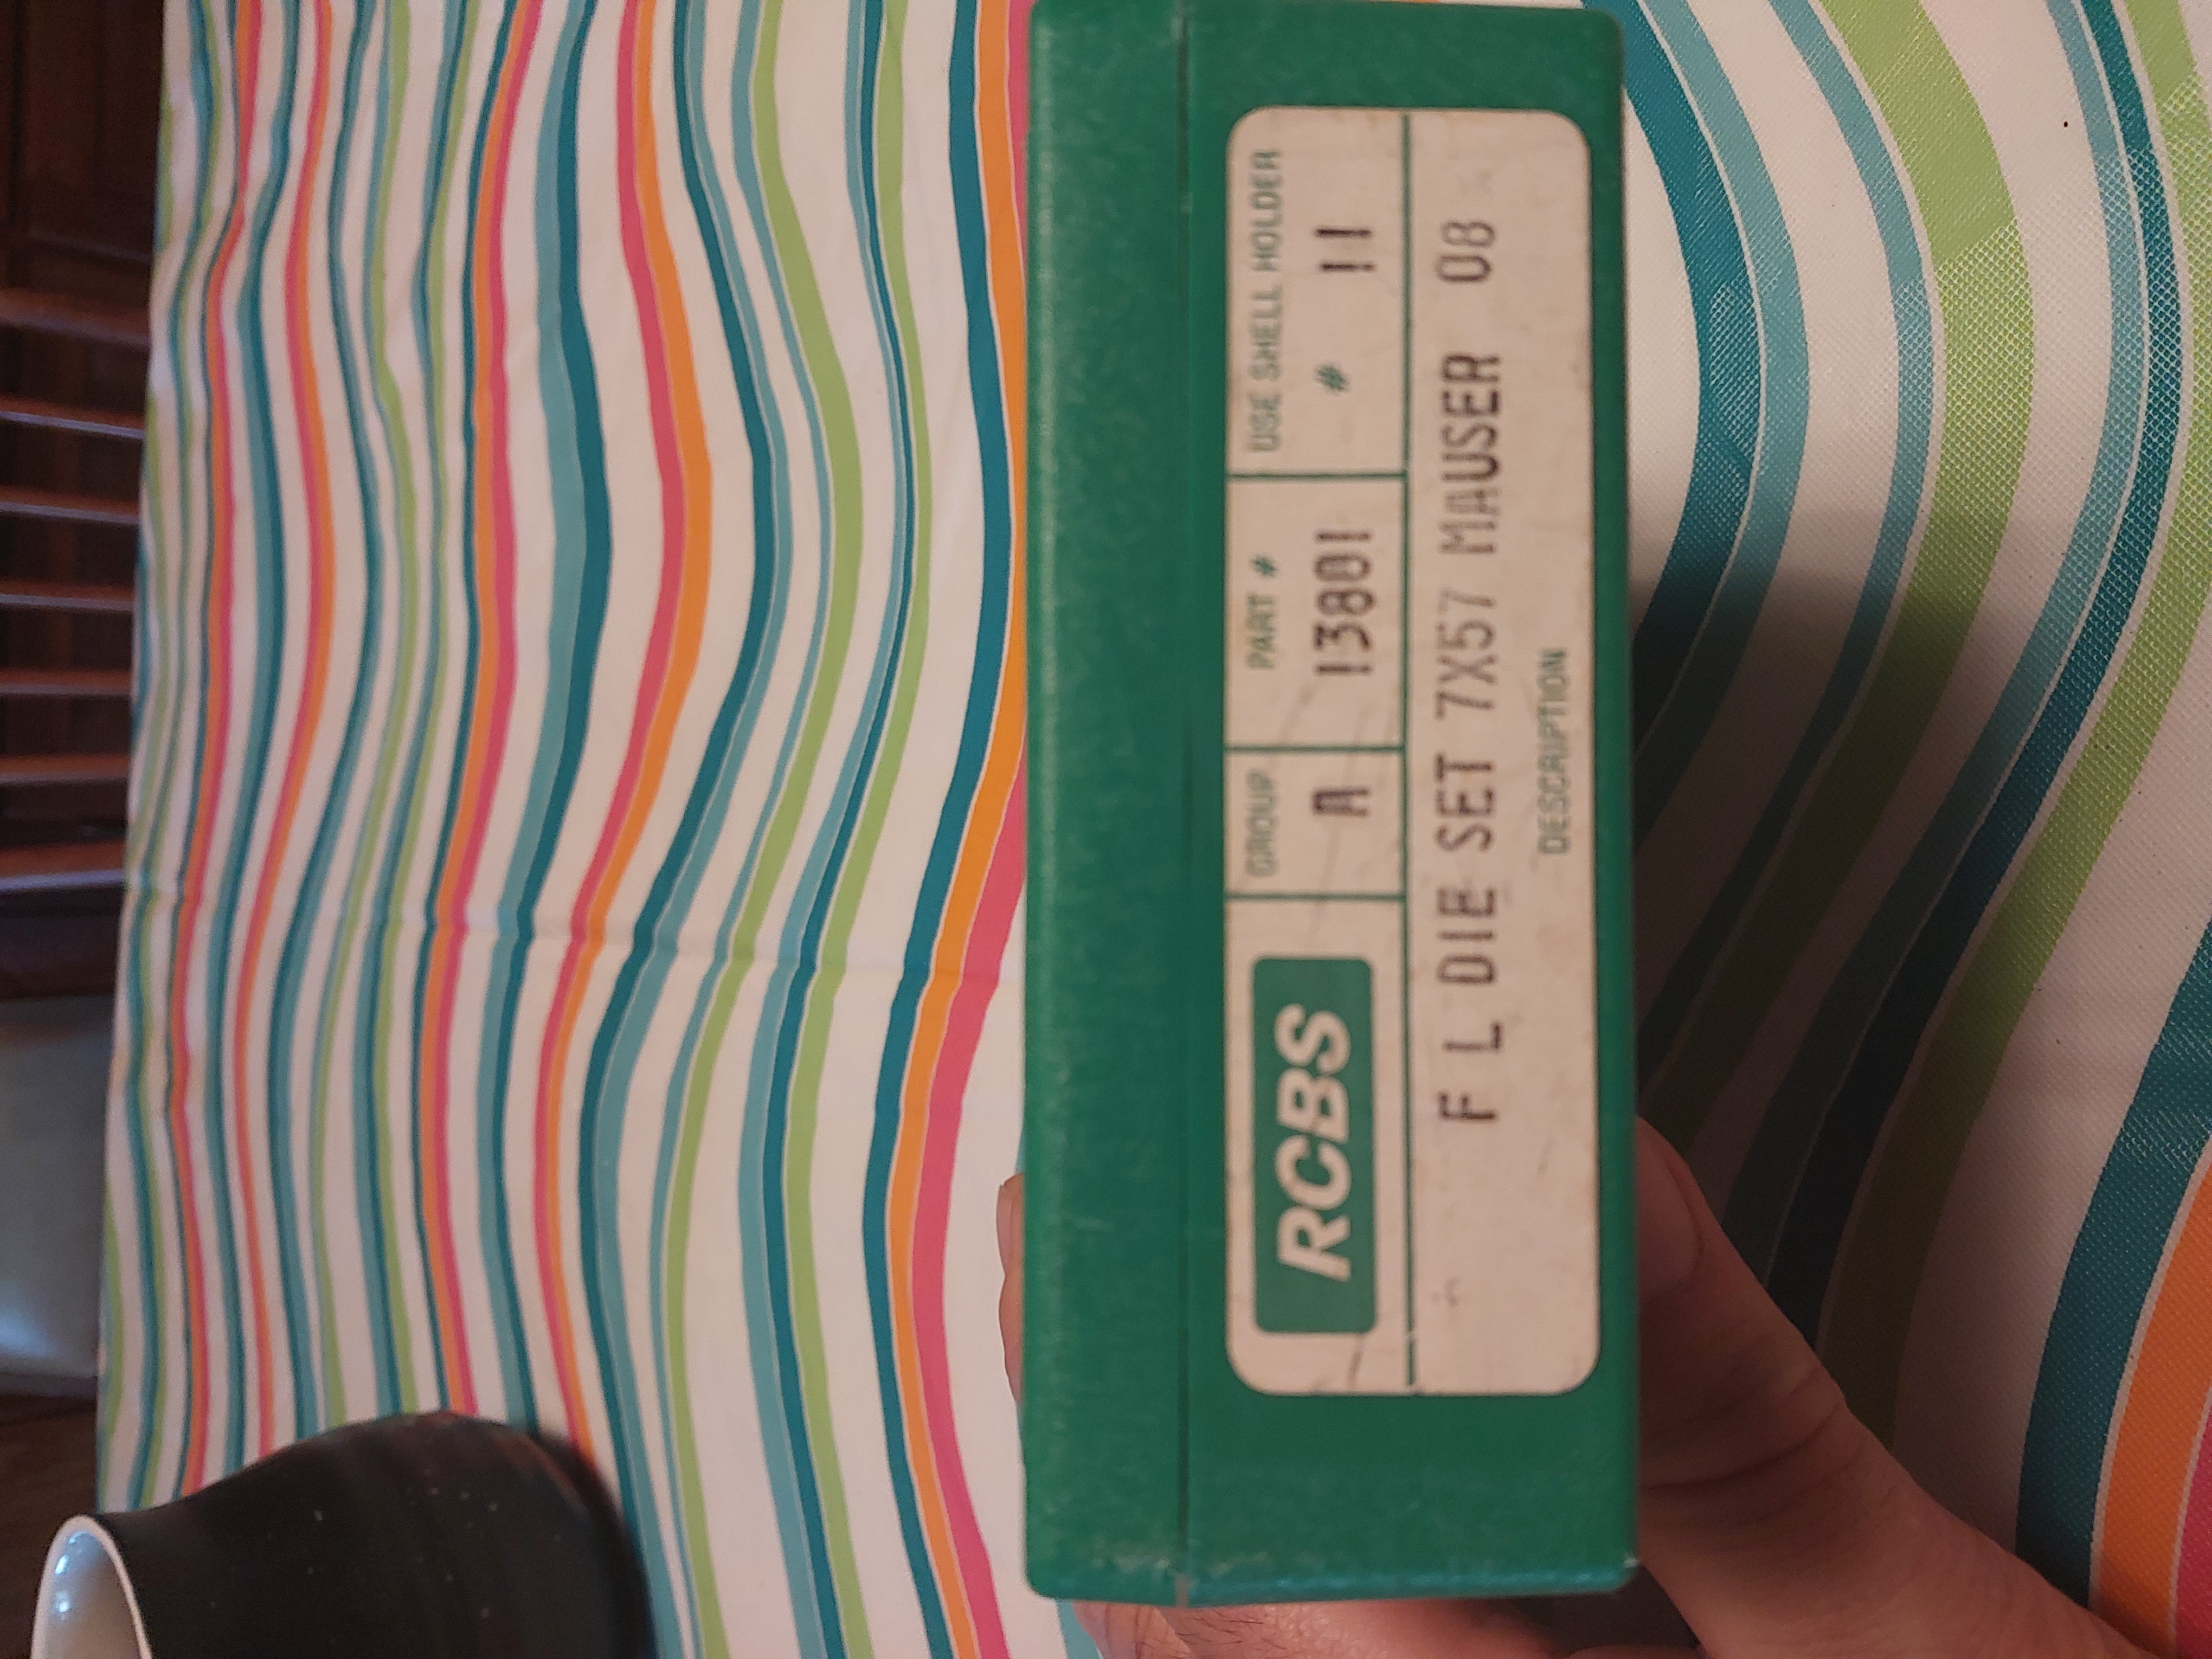 RCBS
GROUP
A
PART #
13801
USE SHELL HOLDER
# 11
F L DIE SET 7X57 MAUSER 08
DESCRIPTION